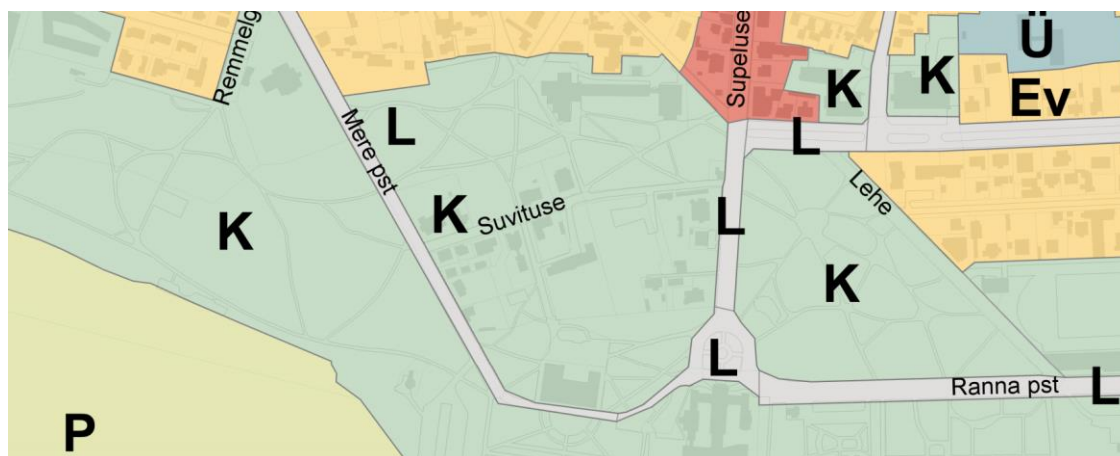 Remmelg
Supeluse
Ü
K
K
Ev
Mere pst
L
L
Lehe
K
K
Suvituse
L
K
L
Ranna pst
L
P